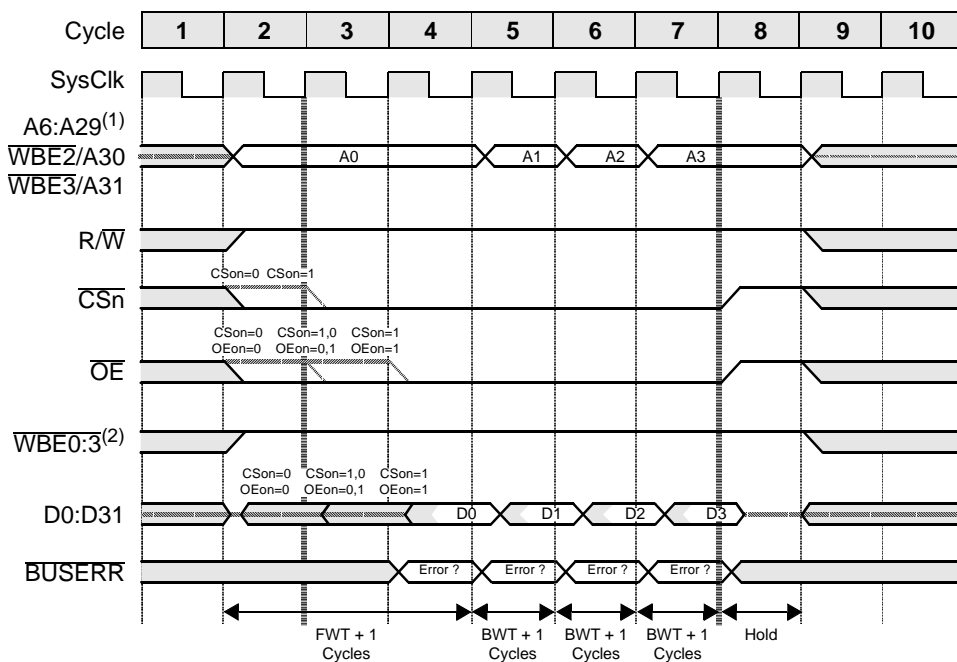 Cycle 1 2 3 4 5 6 7 8 9 10
SysClk
A6:A29(1)
WBE2/A30 A0 A1 A2 A3
WBE3/A31
R/W
CSon=0 CSon=1
CSn
CSon=0 CSon=1,0 CSon=1
OEon=0 OEon=0,1 OEon=1
OE
WBE0:3(2)
CSon=0 CSon=1,0 CSon=1
OEon=0 OEon=0,1 OEon=1
D0:D31 D0 D1 D2 D3
BUSERR Error ? Error ? Error ? Error ?
FWT + 1 BWT + 1 BWT + 1 BWT + 1 Hold
Cycles Cycles Cycles Cycles